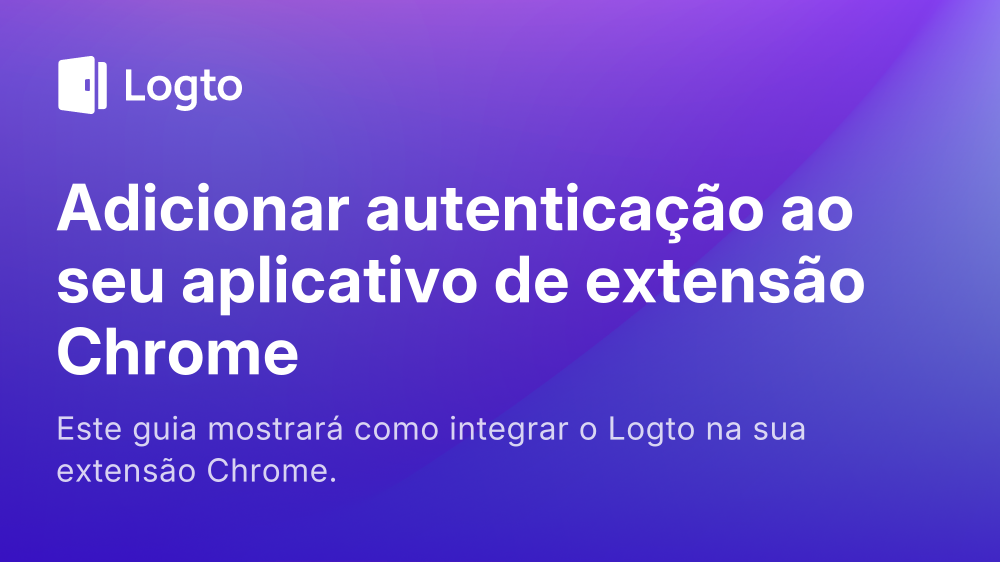 Logto
Adicionar autenticação ao
seu aplicativo de extensão
Chrome
Este guia mostrará como integrar o Logto na sua
extensão Chrome.